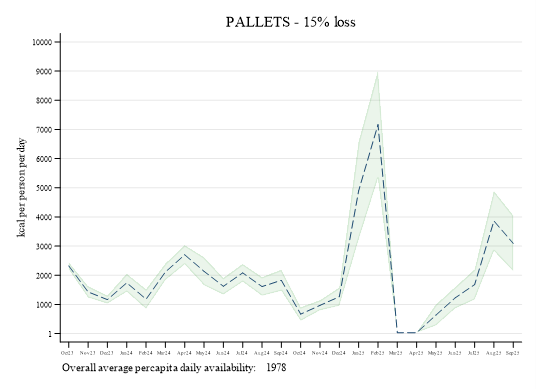 PALLETS - 15% loss
10000
9000
8000
7000
6000
5000
4000
3000
2000
1000
1
kcal per person per day
Oct23 Nov23 Dec23 Jan24 Feb24 Mar24 Apr24 May24 Jun24 Jul24 Aug24 Sep24 Oct24 Nov24 Dec24 Jan25 Feb25 Mar25 Apr25 May25 Jun25 Jul25 Aug25 Sep25
Overall average percapita daily availability: 1978